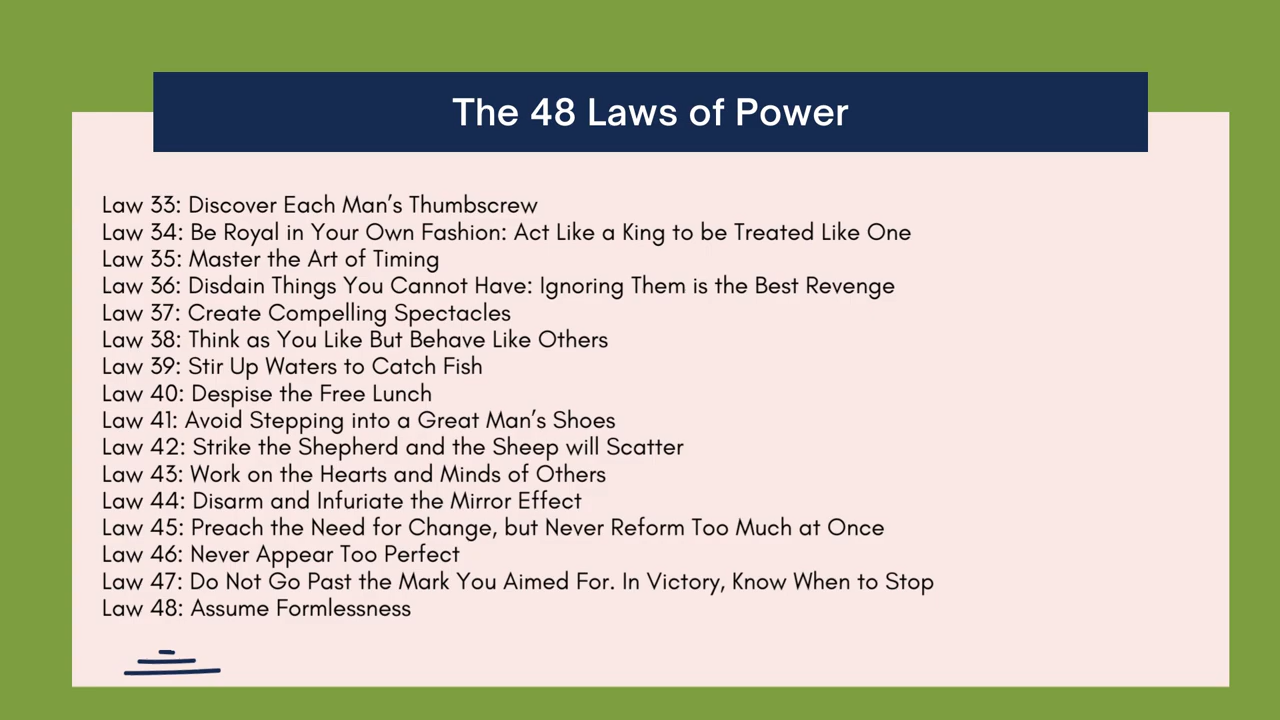 The 48 Laws of Power
Law 33: Discover Each Man's Thumbscrew
Law 34: Be Royal in Your Own Fashion: Act Like a King to be Treated Like One
Law 35: Master the Art of Timing
Law 36: Disdain Things You Cannot Have: Ignoring Them is the Best Revenge
Law 37: Create Compelling Spectacles
Law 38: Think as You Like But Behave Like Others
Law 39: Stir Up Waters to Catch Fish
Law 40: Despise the Free Lunch
Law 41: Avoid Stepping into a Great Man's Shoes
Law 42: Strike the Shepherd and the Sheep will Scatter
Law 43: Work on the Hearts and Minds of Others
Law 44: Disarm and Infuriate the Mirror Effect
Law 45: Preach the Need for Change, but Never Reform Too Much at Once
Law 46: Never Appear Too Perfect
Law 47: Do Not Go Past the Mark You Aimed For. In Victory, Know When to Stop
Law 48: Assume Formlessness